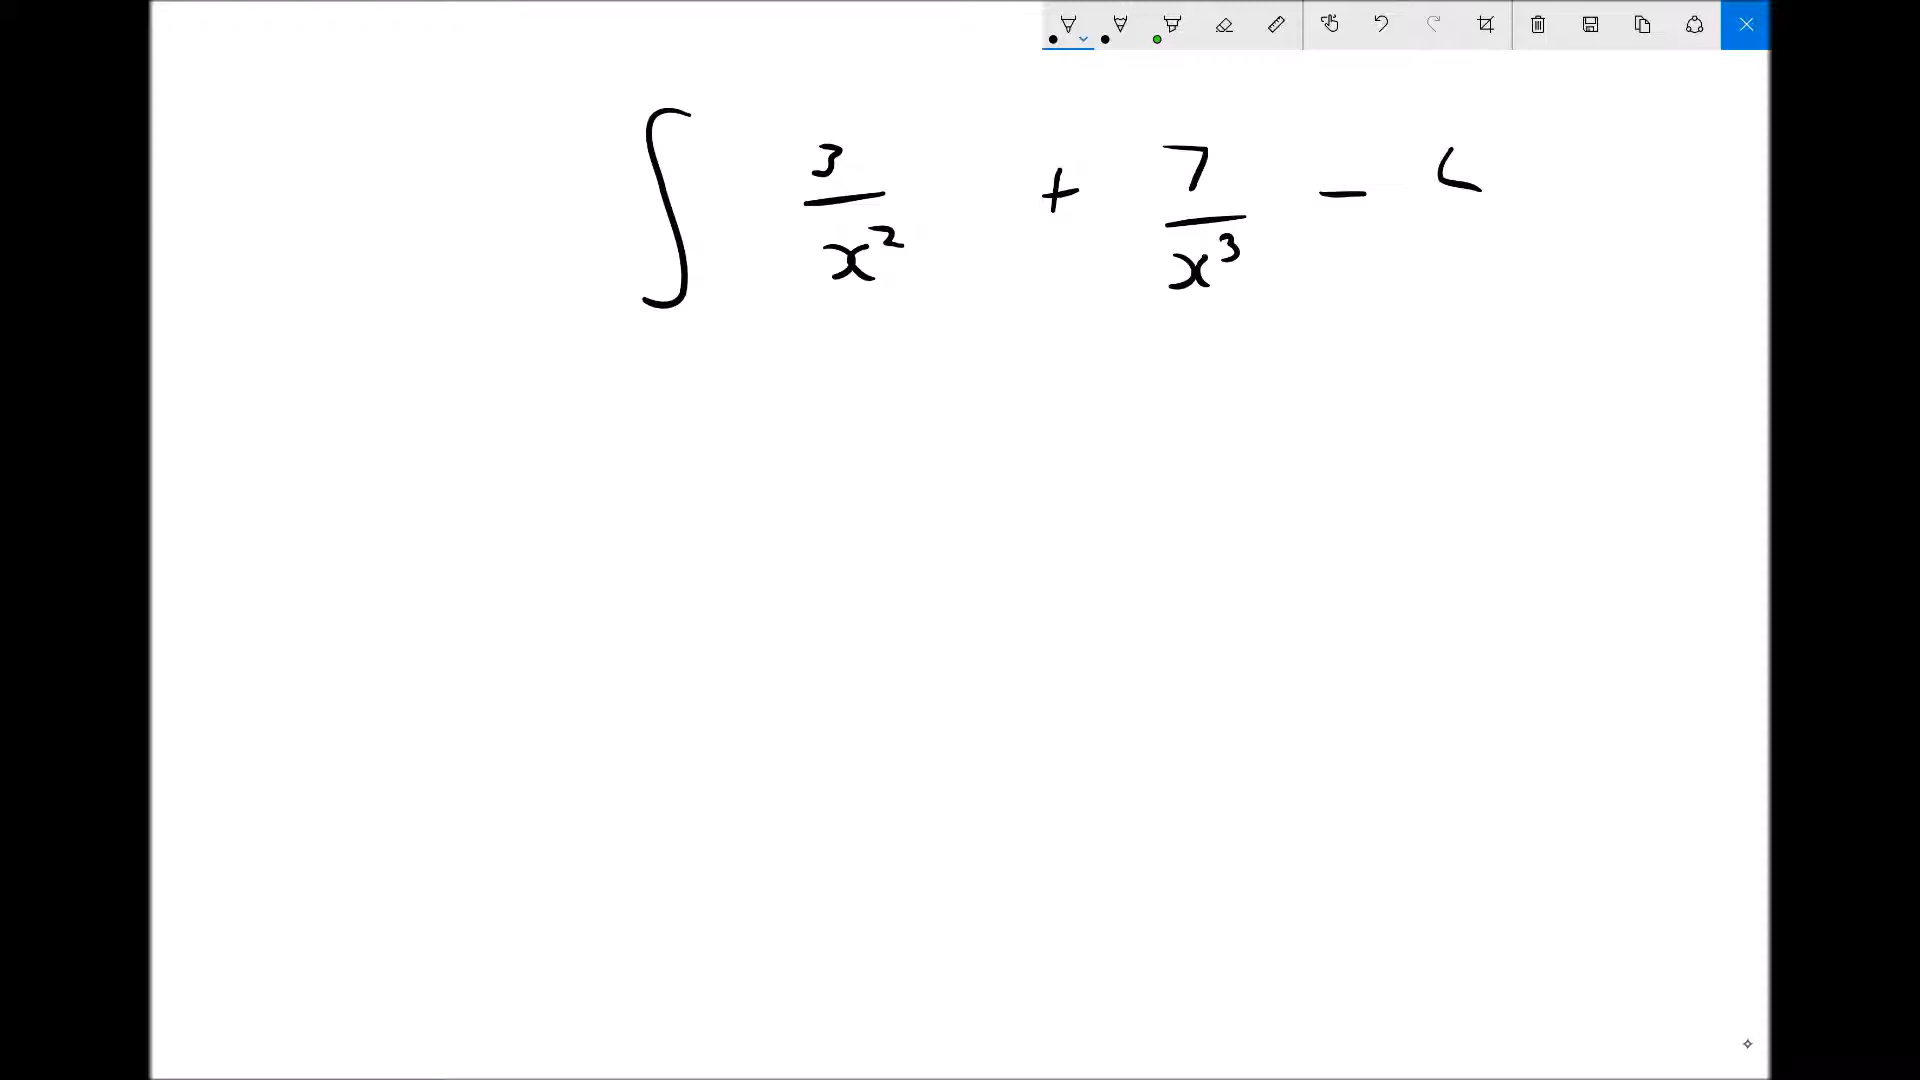 ∫ 3/x² + 7/x³ −